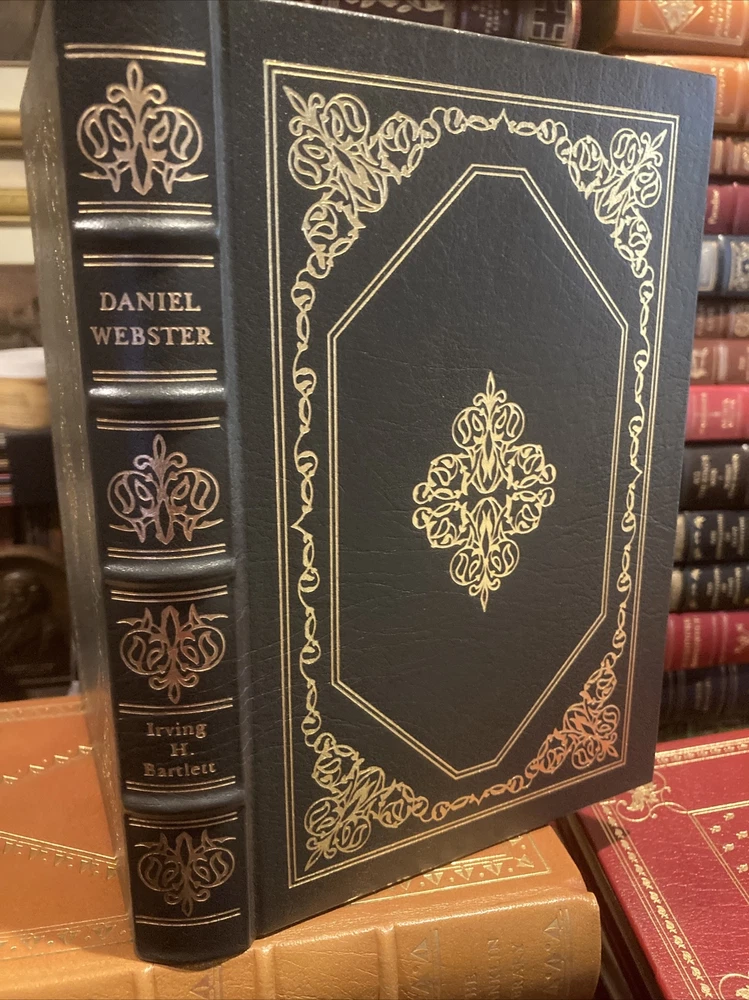 DANIEL
WEBSTER
Irving
H.
Bartlett